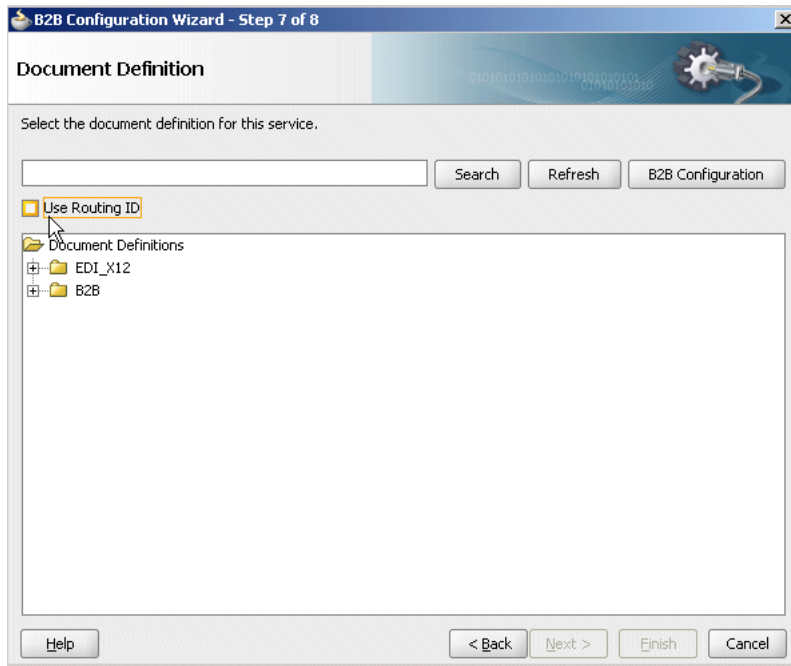 B2B Configuration Wizard - Step 7 of 8
Document Definition
Select the document definition for this service.
Search Refresh B2B Configuration
Use Routing ID
Document Definitions
EDI_X12
B2B
Help < Back Next > Finish Cancel